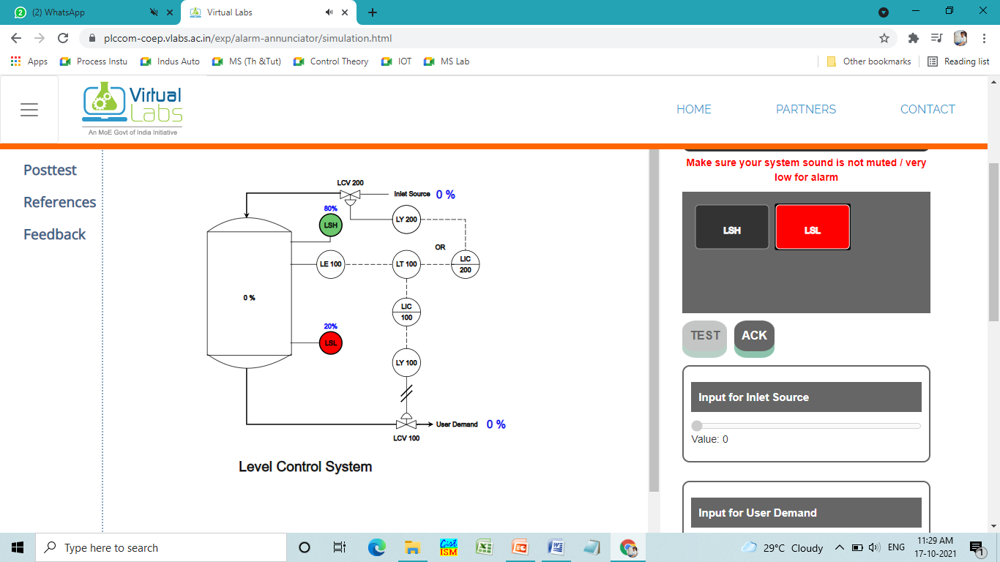 (2) WhatsApp
Virtual Labs
plccom-coep.vlabs.ac.in/exp/alarm-annunciator/simulation.html
Apps
Process Instu
Indus Auto
MS (Th &Tut)
Control Theory
IOT
MS Lab
Other bookmarks
Reading list
Virtual
Labs
An MoE Govt of India Initiative
HOME
PARTNERS
CONTACT
Posttest
References
Feedback
LCV 200
Inlet Source 0 %
80%
LSH
LY 200
OR
LE 100
LT 100
LIC
200
0 %
LIC
100
20%
LSL
LY 100
User Demand 0 %
LCV 100
Level Control System
Make sure your system sound is not muted / very
low for alarm
LSH
LSL
TEST
ACK
Input for Inlet Source
Value: 0
Input for User Demand
Type here to search
Gist
ISM
29°C Cloudy
ENG
11:29 AM
17-10-2021
1